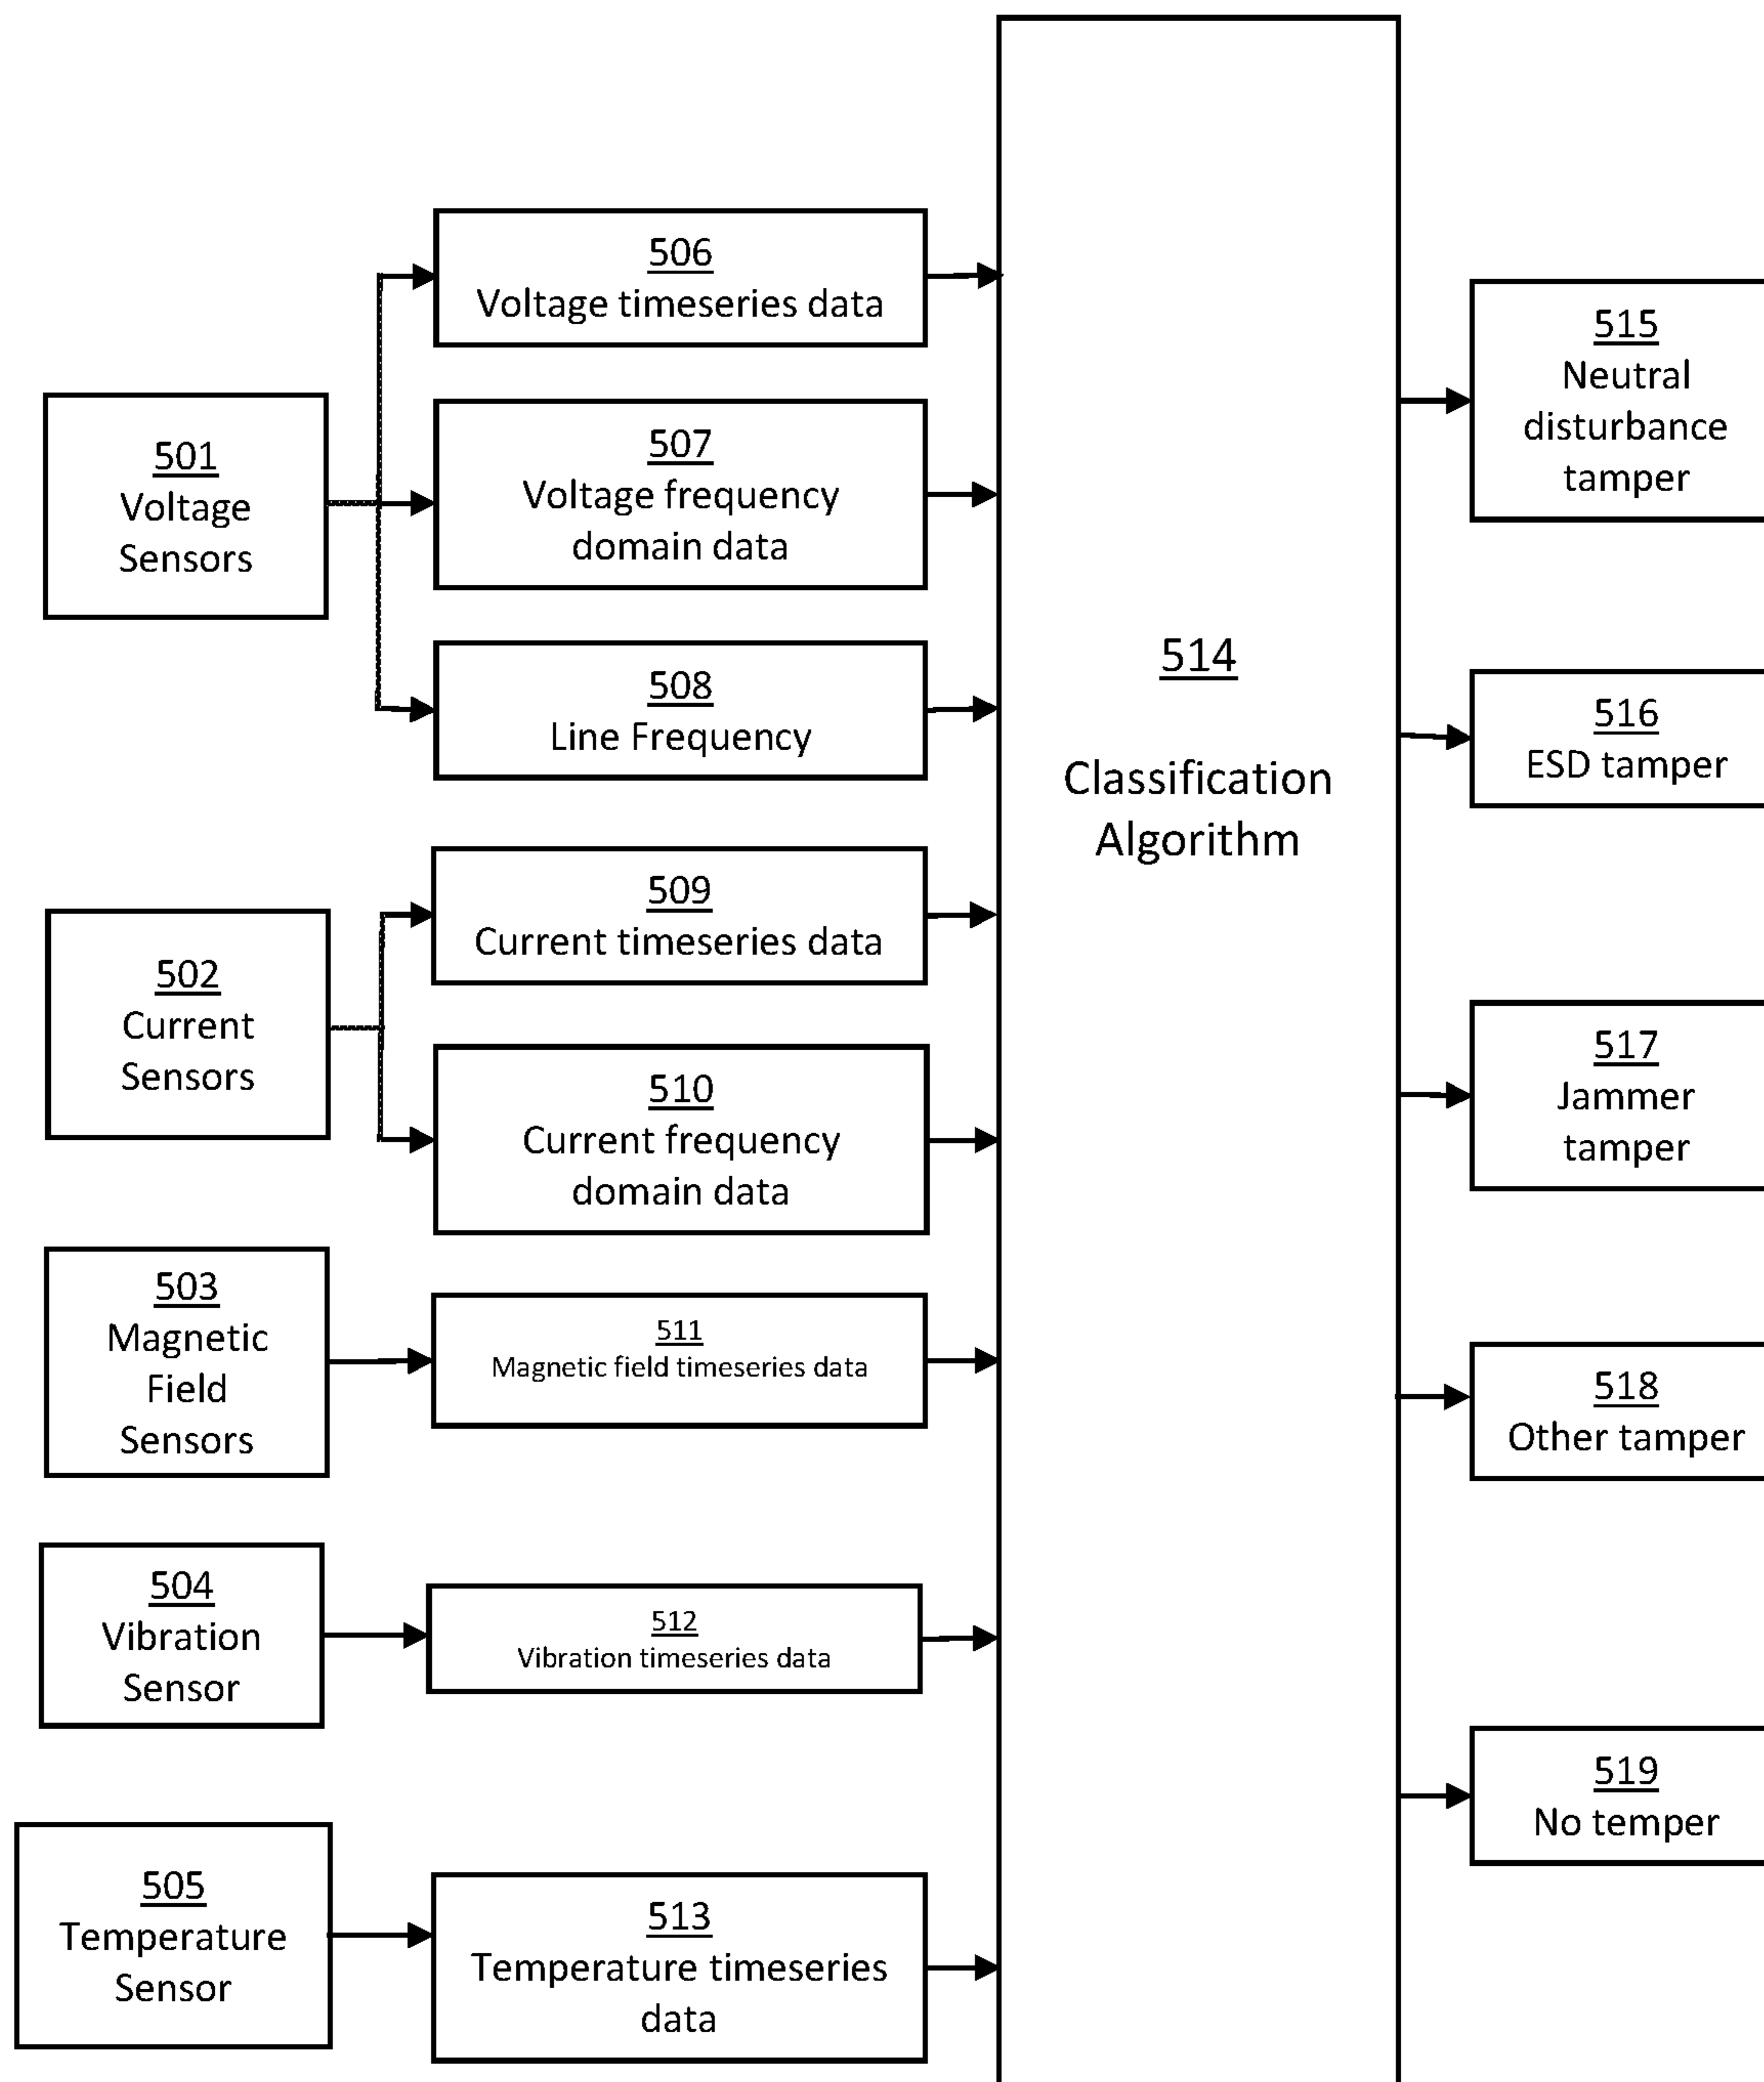 501
Voltage
Sensors
502
Current
Sensors
503
Magnetic
Field
Sensors
504
Vibration
Sensor
505
Temperature
Sensor
506
Voltage timeseries data
507
Voltage frequency
domain data
508
Line Frequency
509
Current timeseries data
510
Current frequency
domain data
511
Magnetic field timeseries data
512
Vibration timeseries data
513
Temperature timeseries
data
514
Classification
Algorithm
515
Neutral
disturbance
tamper
516
ESD tamper
517
Jammer
tamper
518
Other tamper
519
No temper